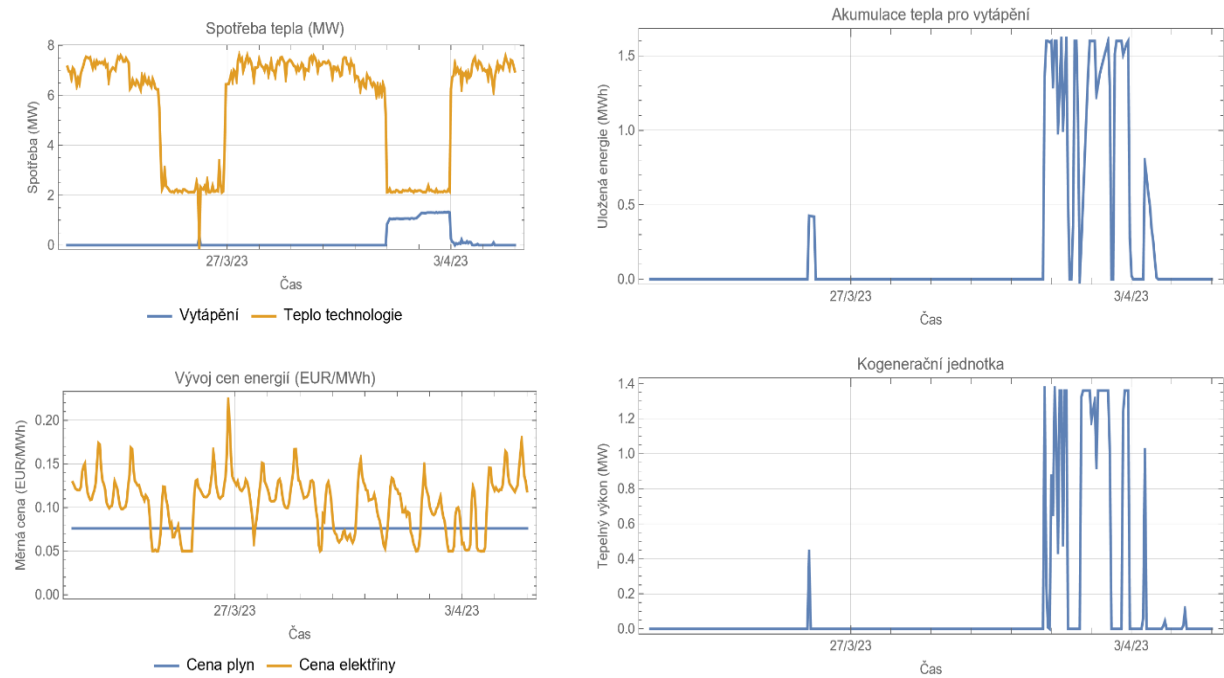 Spotřeba tepla (MW)
Spotřeba (MW)
8
6
4
2
0
27/3/23
3/4/23
Čas
Vytápění
Teplo technologie
Akumulace tepla pro vytápění
Uložená energie (MWh)
1.5
1.0
0.5
0.0
27/3/23
3/4/23
Čas
Vývoj cen energií (EUR/MWh)
Měrná cena (EUR/MWh)
0.20
0.15
0.10
0.05
0.00
27/3/23
3/4/23
Čas
Cena plyn
Cena elektřiny
Kogenerační jednotka
Tepelný výkon (MW)
1.4
1.2
1.0
0.8
0.6
0.4
0.2
0.0
27/3/23
3/4/23
Čas